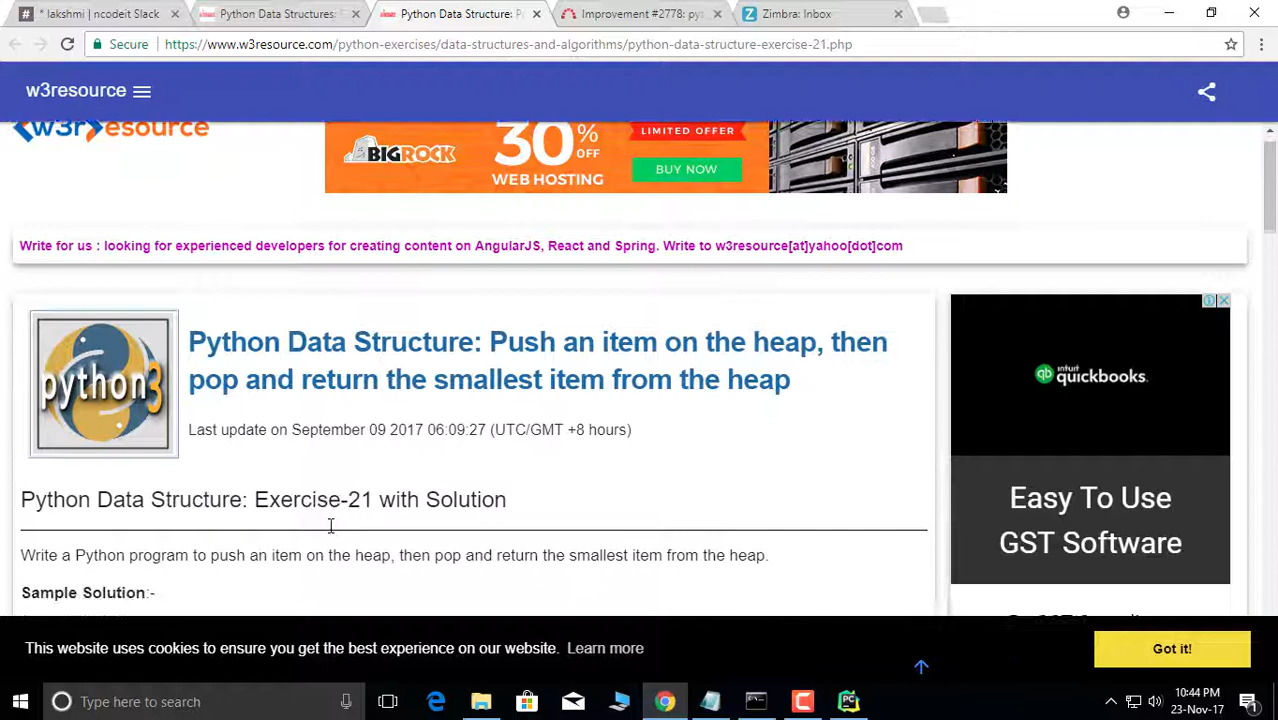 * lakshmi | ncodeit Slack
Python Data Structures: E
Python Data Structure: P
Improvement #2778: py
Zimbra: Inbox
Secure
https://www.w3resource.com/python-exercises/data-structures-and-algorithms/python-data-structure-exercise-21.php
w3resource
w3resource
BIGROCK
30% OFF
WEB HOSTING
LIMITED OFFER
BUY NOW
Write for us : looking for experienced developers for creating content on AngularJS, React and Spring. Write to w3resource[at]yahoo[dot]com
python3
Python Data Structure: Push an item on the heap, then
pop and return the smallest item from the heap
Last update on September 09 2017 06:09:27 (UTC/GMT +8 hours)
intuit
quickbooks.
Easy To Use
GST Software
Python Data Structure: Exercise-21 with Solution
Write a Python program to push an item on the heap, then pop and return the smallest item from the heap.
Sample Solution:-
This website uses cookies to ensure you get the best experience on our website. Learn more
Got it!
Type here to search
10:44 PM
23-Nov-17
1